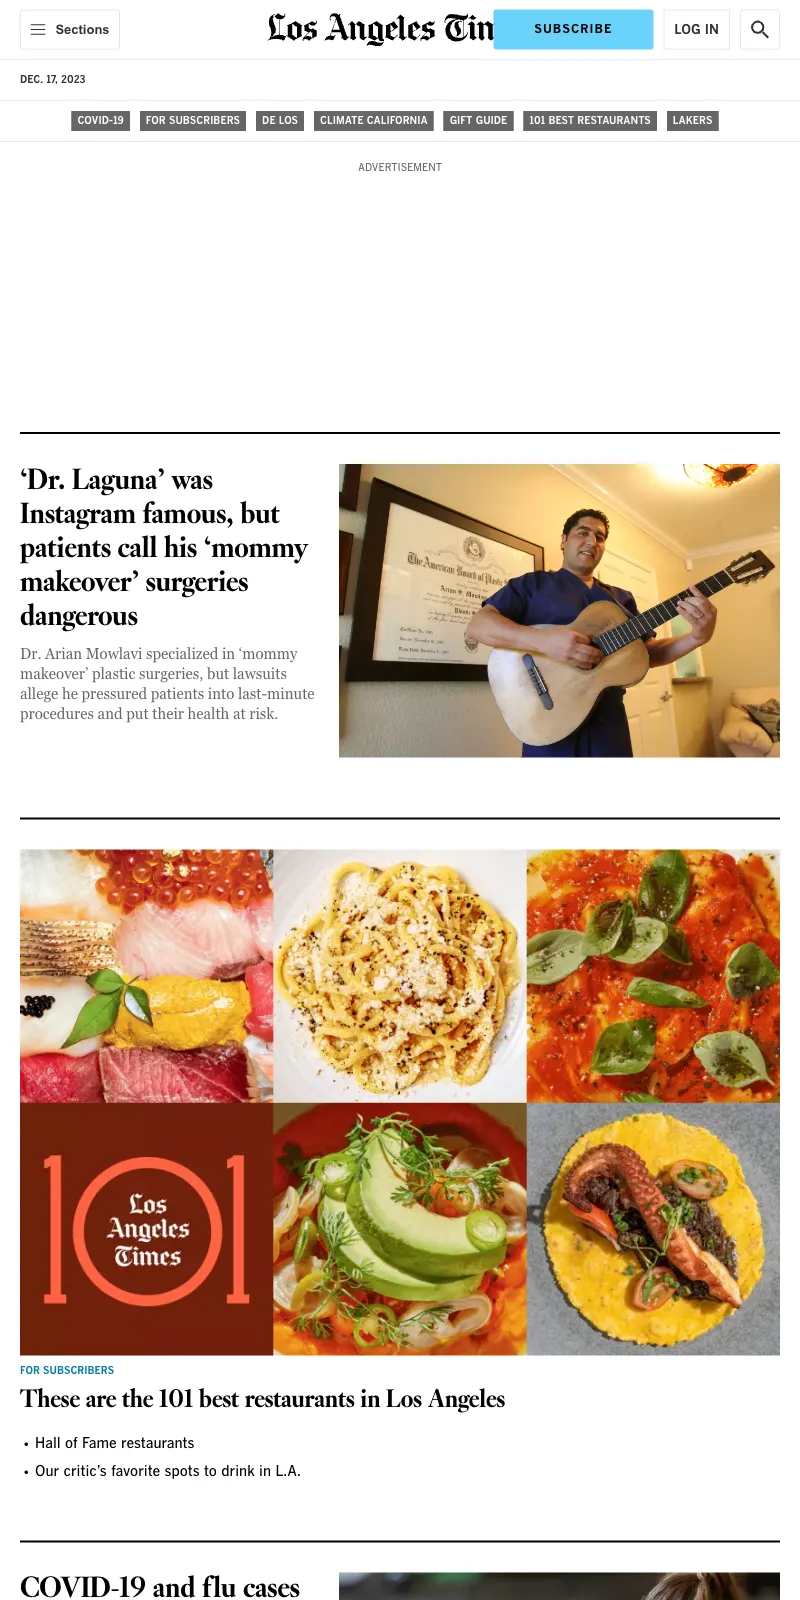 Sections
Los Angeles Tim
SUBSCRIBE
LOG IN
DEC. 17, 2023
COVID-19
FOR SUBSCRIBERS
DE LOS
CLIMATE CALIFORNIA
GIFT GUIDE
101 BEST RESTAURANTS
LAKERS
ADVERTISEMENT
‘Dr. Laguna’ was
Instagram famous, but
patients call his ‘mommy
makeover’ surgeries
dangerous
Dr. Arian Mowlavi specialized in ‘mommy
makeover’ plastic surgeries, but lawsuits
allege he pressured patients into last-minute
procedures and put their health at risk.
The American Board of
101
Los
Angeles
Times
FOR SUBSCRIBERS
These are the 101 best restaurants in Los Angeles
• Hall of Fame restaurants
• Our critic’s favorite spots to drink in L.A.
COVID-19 and flu cases